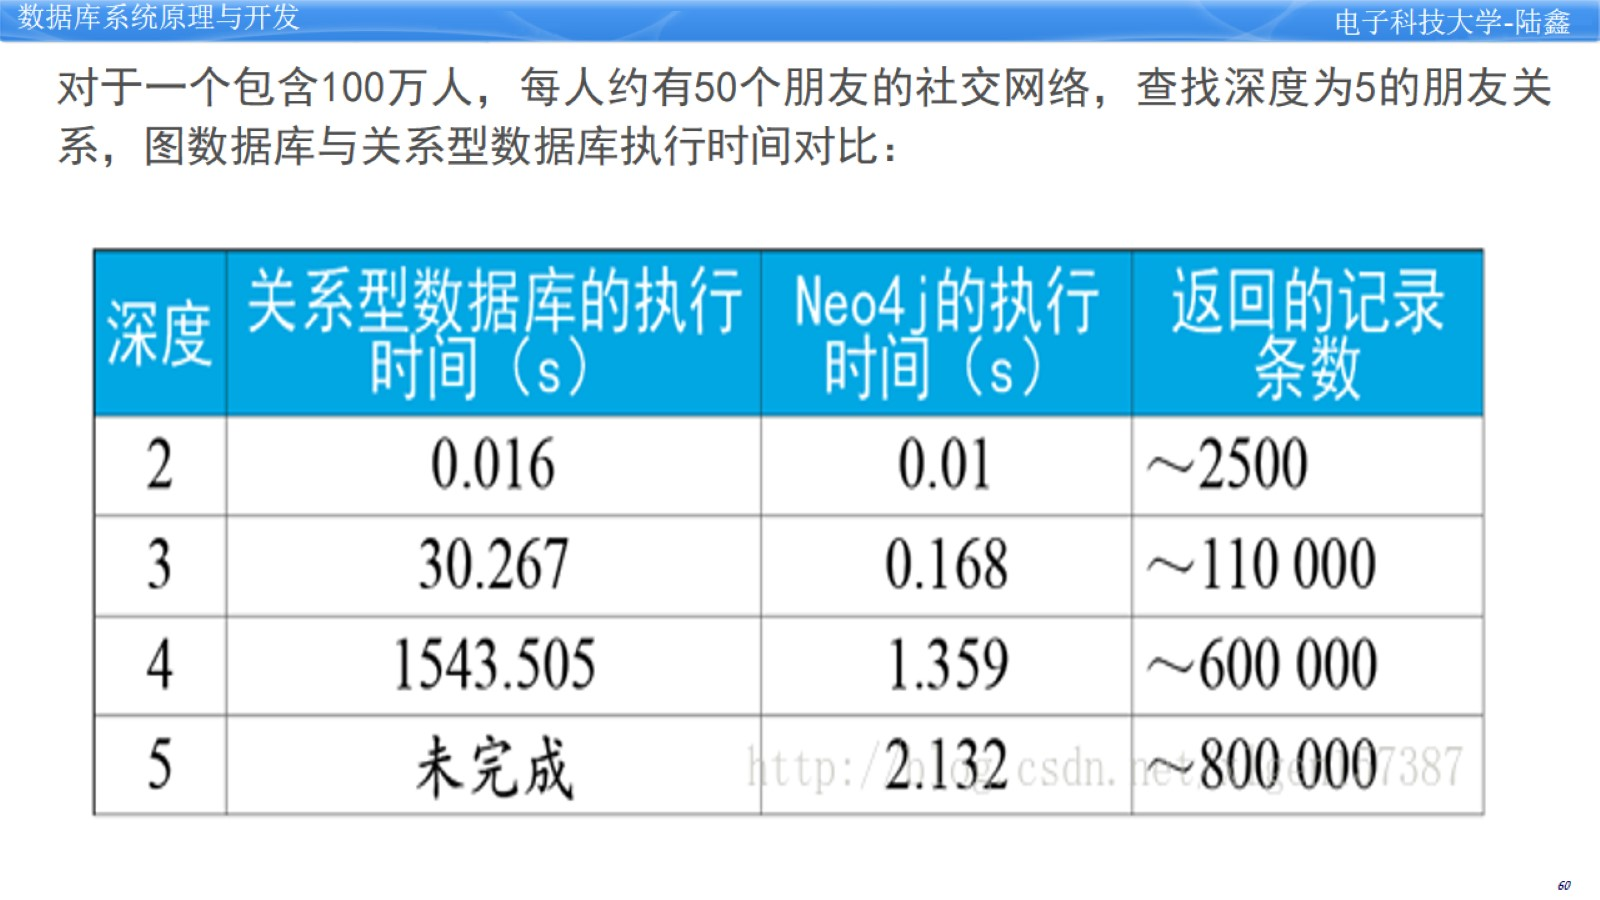 数据库系统原理与开发
电子科技大学-陆鑫
对于一个包含100万人，每人约有50个朋友的社交网络，查找深度为5的朋友关
系，图数据库与关系型数据库执行时间对比：
深度 关系型数据库的执行时间（s） Neo4j的执行时间（s） 返回的记录条数
2 0.016 0.01 ～2500
3 30.267 0.168 ～110 000
4 1543.505 1.359 ～600 000
5 未完成 2.132 ～800 000
60